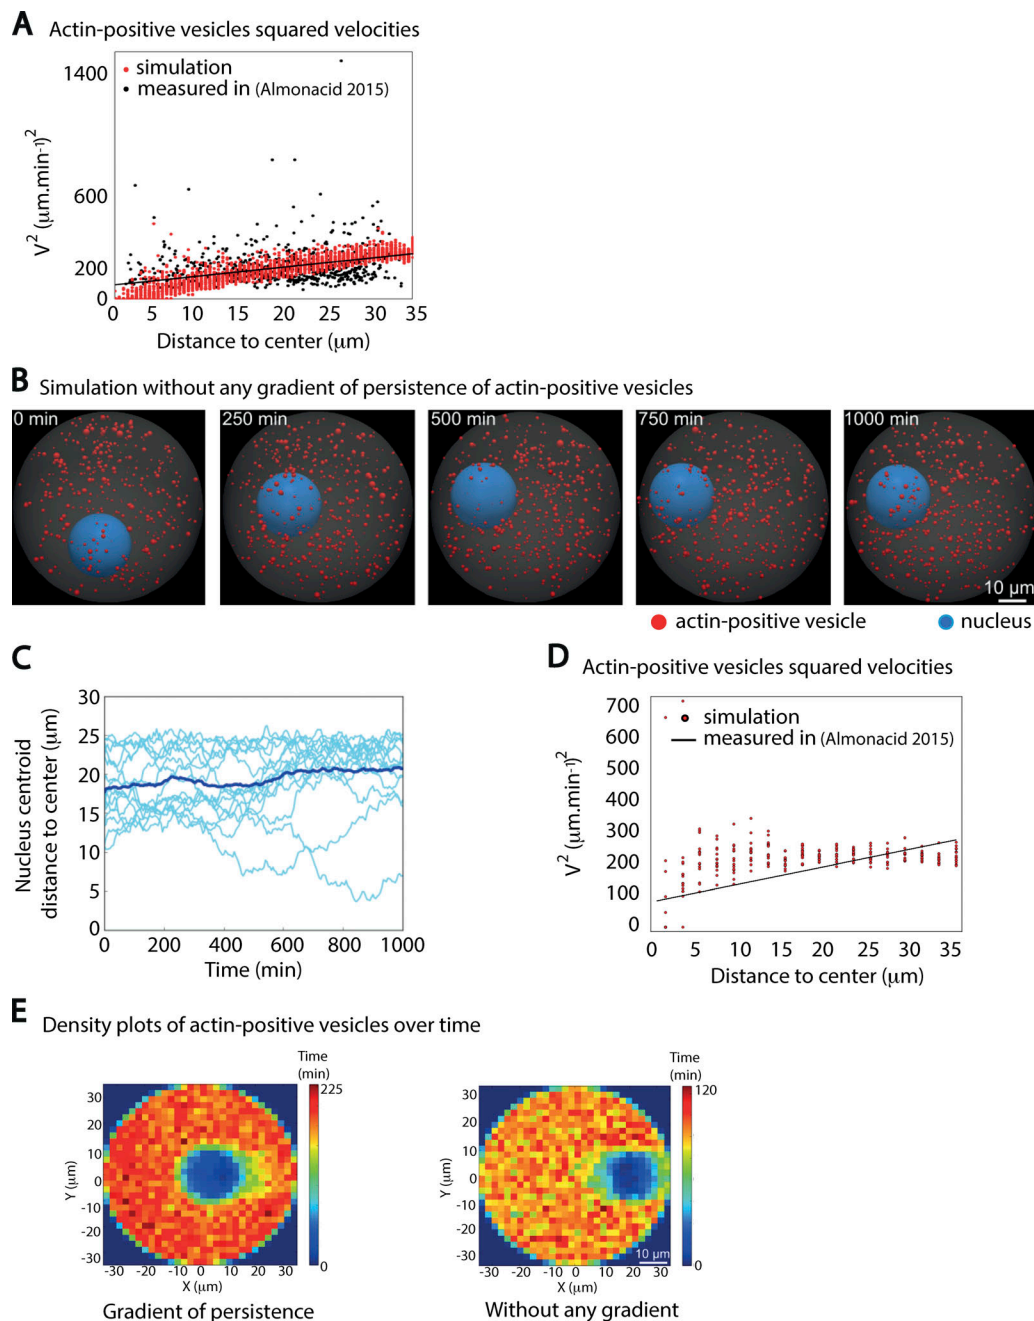 A Actin-positive vesicles squared velocities
simulation
measured in (Almonacid 2015)
1400
600
200
0
V² (μm.min⁻¹)²
0 5 10 15 20 25 30 35
Distance to center (μm)
B Simulation without any gradient of persistence of actin-positive vesicles
0 min 250 min 500 min 750 min 1000 min
10 μm
actin-positive vesicle nucleus
C
30
25
20
15
10
5
0
Nucleus centroid
distance to center (μm)
0 200 400 600 800 1000
Time (min)
D Actin-positive vesicles squared velocities
simulation
measured in (Almonacid 2015)
700
600
500
400
300
200
100
0
V² (μm.min⁻¹)²
0 5 10 15 20 25 30 35
Distance to center (μm)
E Density plots of actin-positive vesicles over time
Time
(min)
225
0
30
20
10
0
-10
-20
-30
Y (μm)
-30 -20 -10 0 10 20 30
X (μm)
Gradient of persistence
Time
(min)
120
0
30
20
10
0
-10
-20
-30
Y (μm)
10 μm
-30 -20 -10 0 10 20 30
X (μm)
Without any gradient